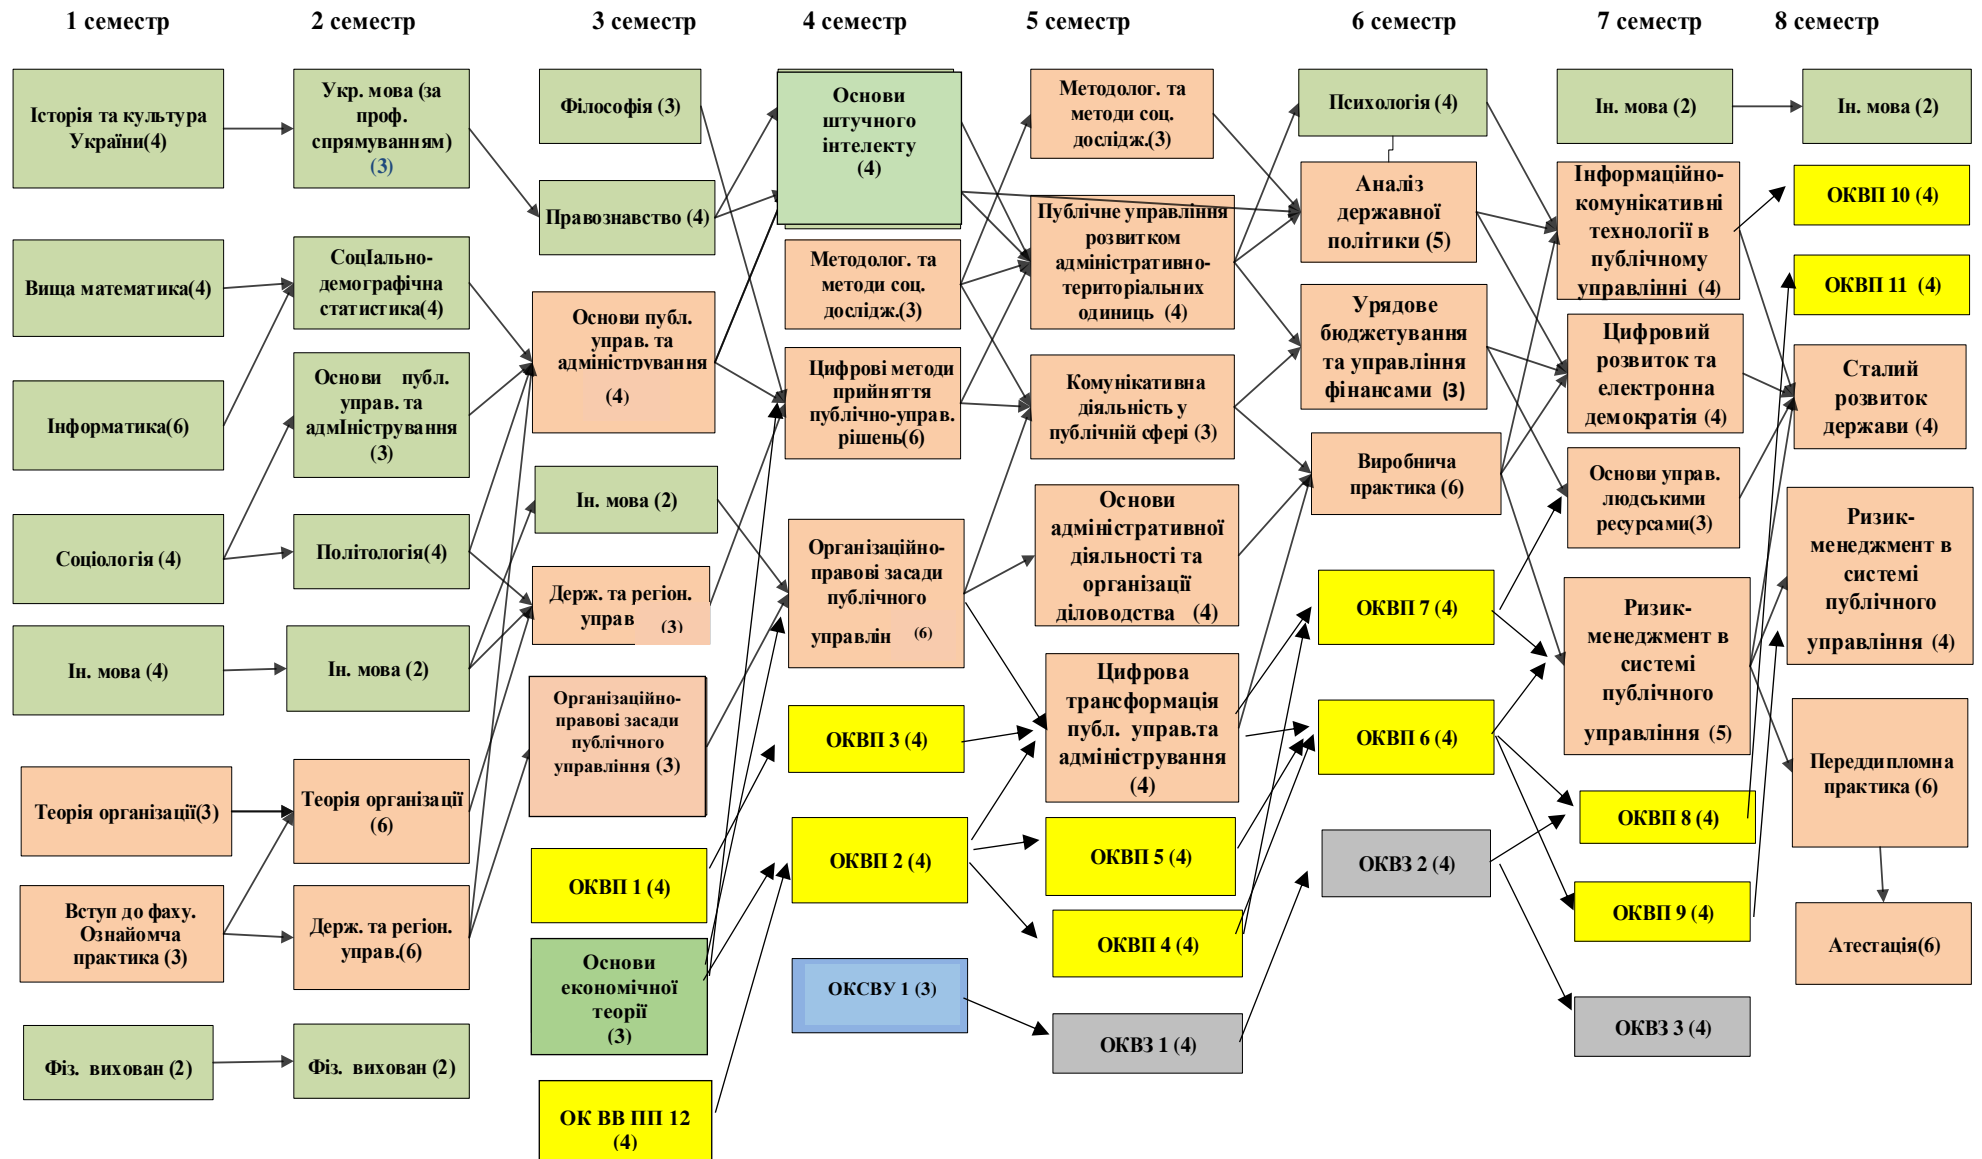 1 семестр
2 семестр
3 семестр
4 семестр
5 семестр
6 семестр
7 семестр
8 семестр
Історія та культура
України(4)
Вища математика(4)
Інформатика(6)
Соціологія (4)
Ін. мова (4)
Теорія організації(3)
Вступ до фаху.
Ознайомча
практика (3)
Фіз. вихован (2)
Укр. мова (за
проф.
спрямуванням)
(3)
СоцІально-
демографічна
статистика(4)
Основи публ.
управ. та
адмІністрування
(3)
Політологія(4)
Ін. мова (2)
Теорія організації
(6)
Держ. та регіон.
управ.(6)
Фіз. вихован (2)
Філософія (3)
Правознавство (4)
Основи публ.
управ. та
адміністрування
(4)
Ін. мова (2)
Держ. та регіон.
управ
(3)
Організаційно-
правові засади
публічного
управління (3)
ОКВП 1 (4)
Основи
економічної
теорії
(3)
ОК ВВ ПП 12
(4)
Основи
штучного
інтелекту
(4)
Методолог. та
методи соц.
дослідж.(3)
Цифрові методи
прийняття
публічно-управ.
рішень(6)
Організаційно-
правові засади
публічного
управлін (6)
ОКВП 3 (4)
ОКВП 2 (4)
ОКСВУ 1 (3)
Методолог. та
методи соц.
дослідж.(3)
Публічне управління
розвитком
адміністративно-
територіальних
одиниць (4)
Комунікативна
діяльність у
публічній сфері (3)
Основи
адміністративної
діяльності та
організації
діловодства (4)
Цифрова
трансформація
публ. управ.та
адміністрування
(4)
ОКВП 5 (4)
ОКВП 4 (4)
ОКВЗ 1 (4)
Психологія (4)
Аналіз
державної
політики (5)
Урядове
бюджетування
та управління
фінансами (3)
Виробнича
практика (6)
ОКВП 7 (4)
ОКВП 6 (4)
ОКВЗ 2 (4)
Ін. мова (2)
Інформаційно-
комунікативні
технології в
публічному
управлінні (4)
Цифровий
розвиток та
електронна
демократія (4)
Основи управ.
людськими
ресурсами(3)
Ризик-
менеджмент в
системі
публічного
управління (5)
ОКВП 8 (4)
ОКВП 9 (4)
ОКВЗ 3 (4)
Ін. мова (2)
ОКВП 10 (4)
ОКВП 11 (4)
Сталий
розвиток
держави (4)
Ризик-
менеджмент в
системі
публічного
управління (4)
Переддипломна
практика (6)
Атестація(6)